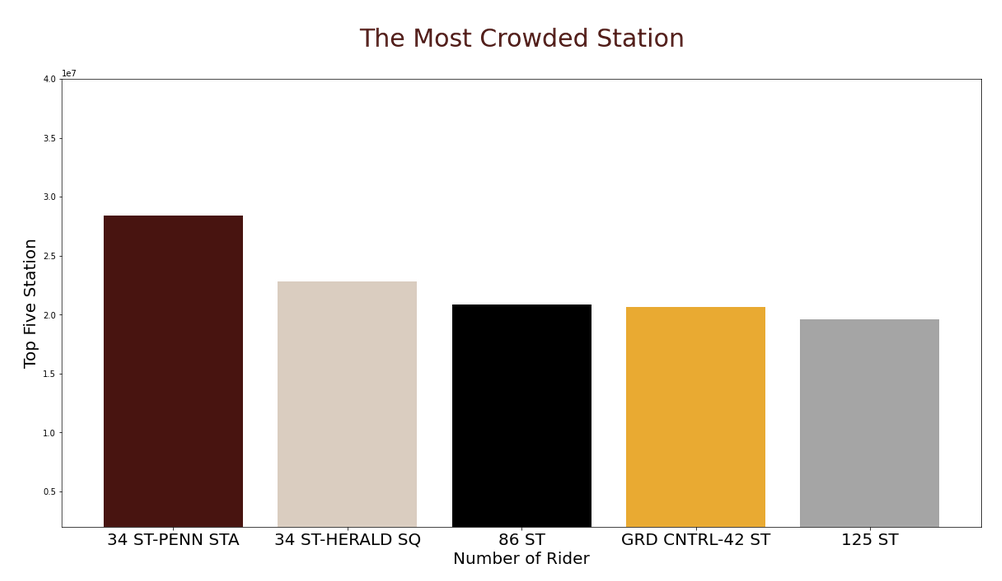 The Most Crowded Station
1e7
4.0
3.5
3.0
2.5
2.0
1.5
1.0
0.5
Top Five Station
34 ST-PENN STA 34 ST-HERALD SQ 86 ST GRD CNTRL-42 ST 125 ST
Number of Rider